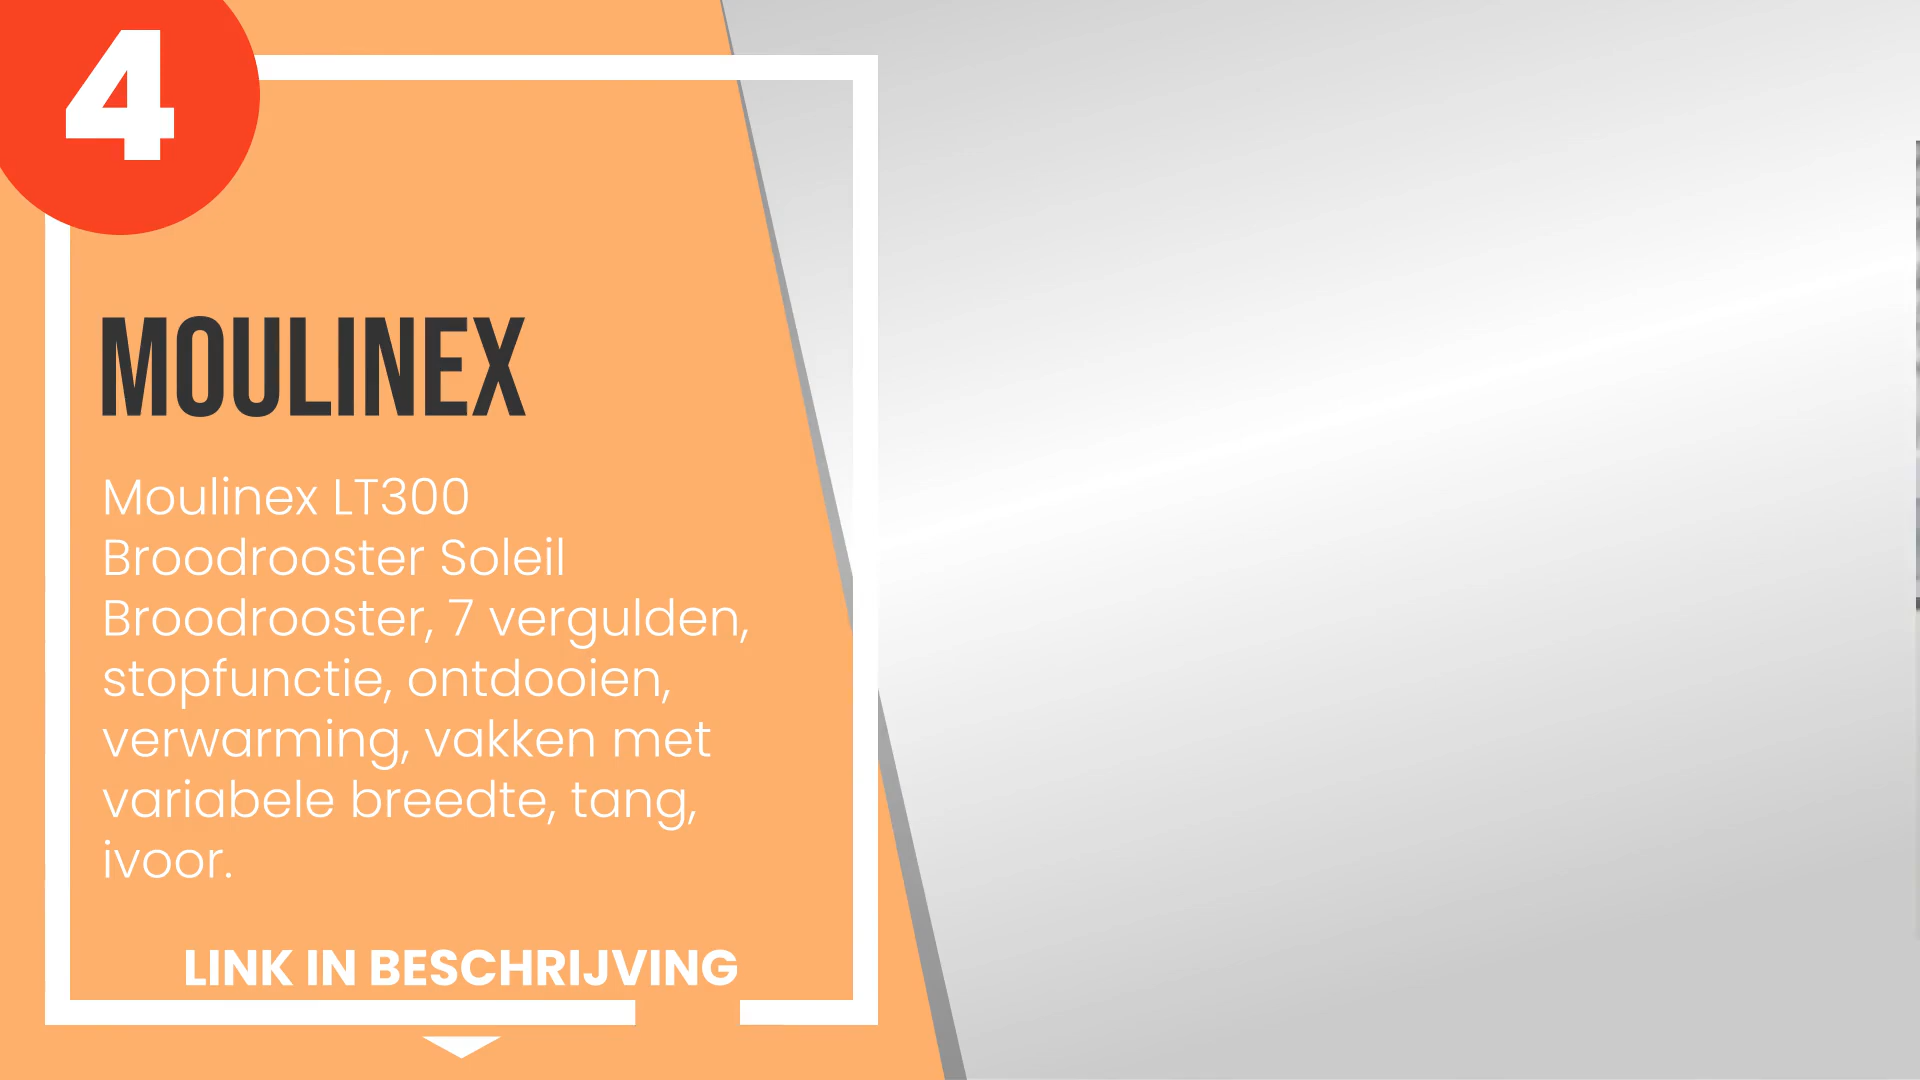 4
MOULINEX
Moulinex LT300
Broodrooster Soleil
Broodrooster, 7 vergulden,
stopfunctie, ontdooien,
verwarming, vakken met
variabele breedte, tang,
ivoor.
LINK IN BESCHRIJVING